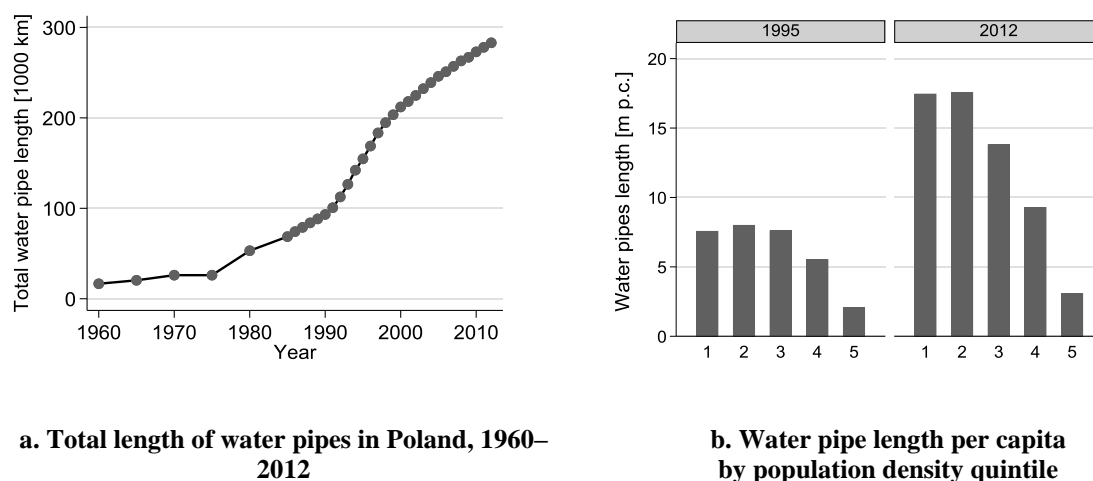 Total water pipe length [1000 km]
300
200
100
0
1960 1970 1980 1990 2000 2010
Year
a. Total length of water pipes in Poland, 1960–
2012
1995 2012
Water pipes length [m p.c.]
20
15
10
5
0
1 2 3 4 5 1 2 3 4 5
b. Water pipe length per capita
by population density quintile